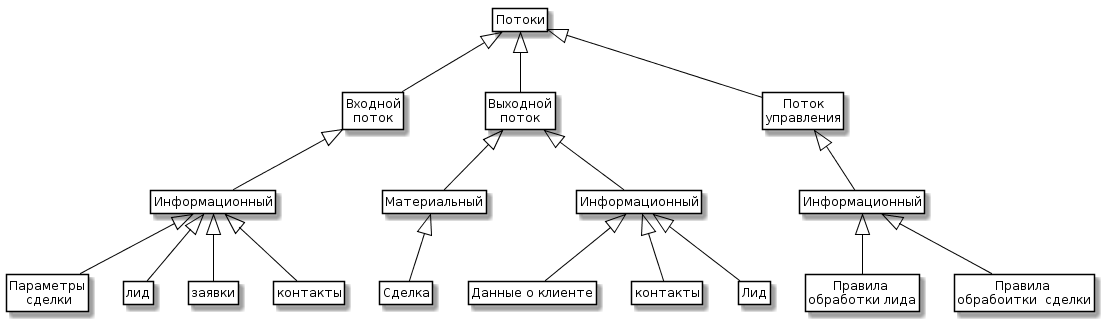 Потоки
Входной
поток
Выходной
поток
Поток
управления
Информационный
Материальный
Информационный
Информационный
Параметры
сделки
лид
заявки
контакты
Сделка
Данные о клиенте
контакты
Лид
Правила
обработки лида
Правила
обрабоитки  сделки